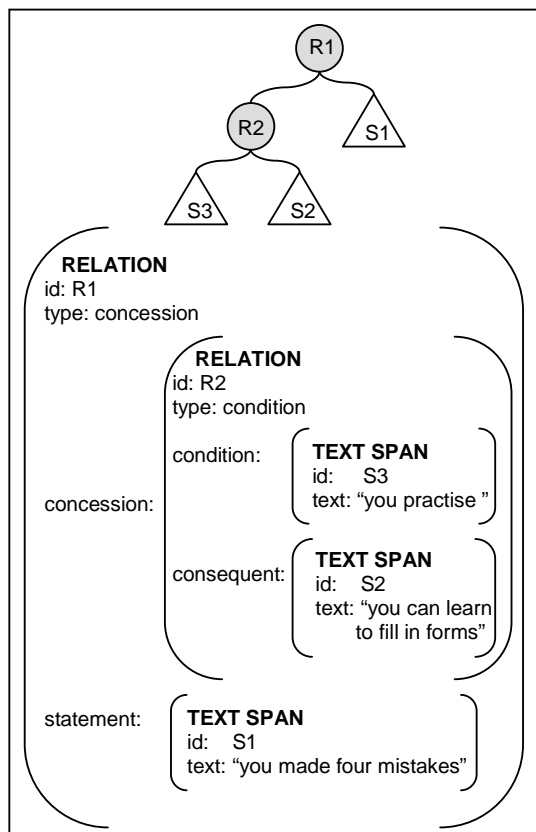 R1
R2
S1
S3
S2
RELATION
id: R1
type: concession
RELATION
id: R2
type: condition
condition:
TEXT SPAN
id: S3
text: “you practise ”
concession:
consequent:
TEXT SPAN
id: S2
text: “you can learn
to fill in forms”
statement:
TEXT SPAN
id: S1
text: “you made four mistakes”